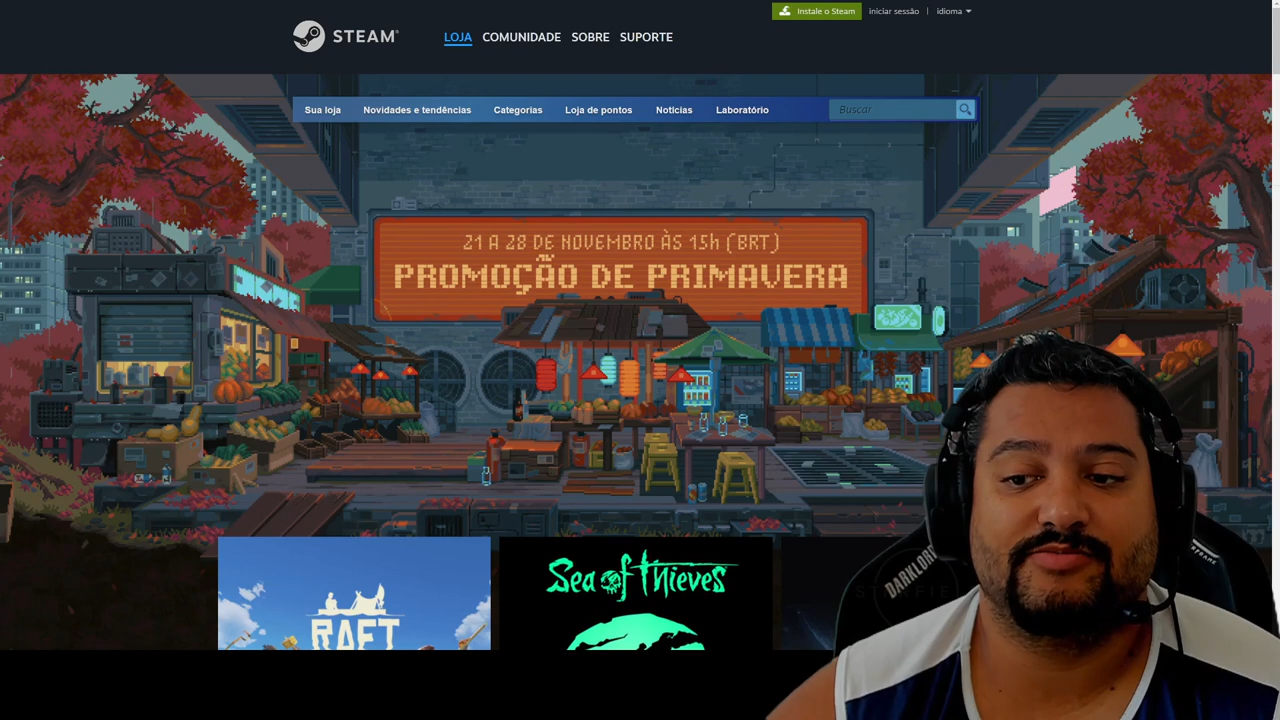 Instale o Steam
iniciar sessão | idioma
STEAM®
LOJA COMUNIDADE SOBRE SUPORTE
Sua loja Novidades e tendências Categorias Loja de pontos Notícias Laboratório Buscar
21 A 28 DE NOVEMBRO ÀS 15h (BRT)
PROMOÇÃO DE PRIMAVERA
Sea of Thieves
RAFT
DARKLORD